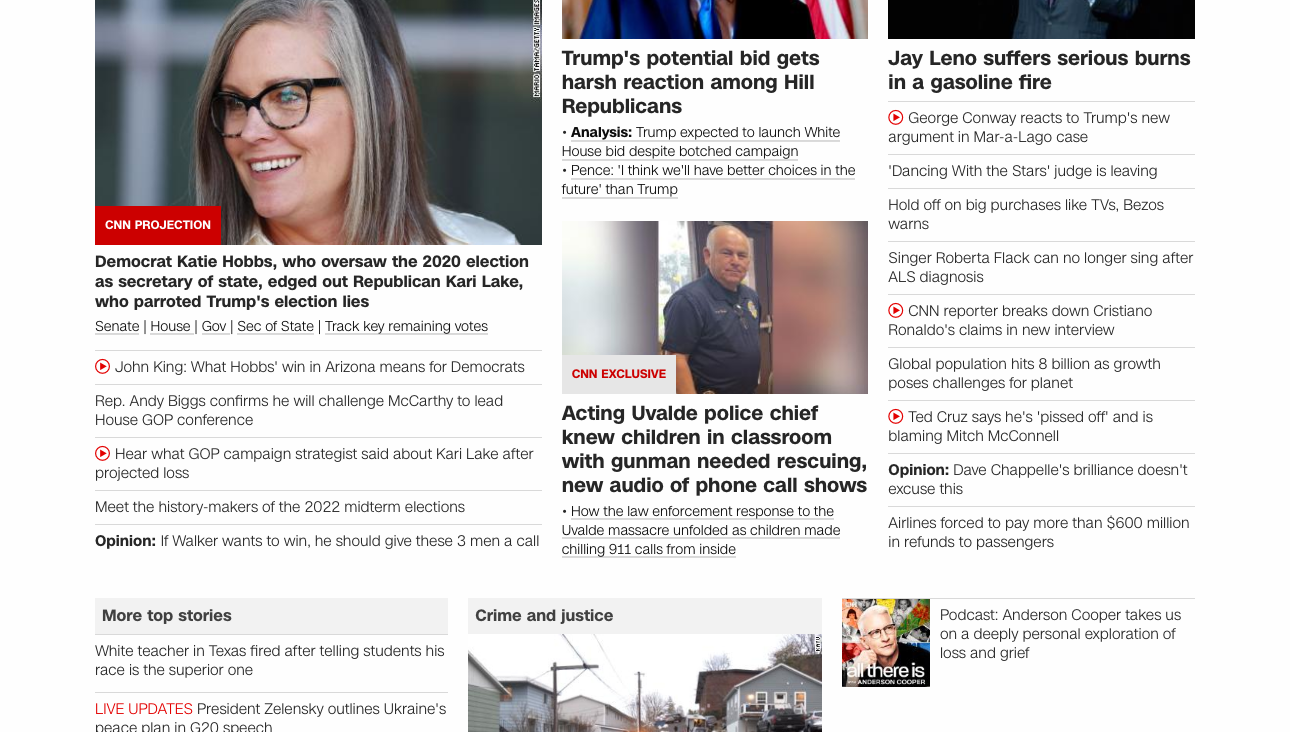 MARIO TAMA/GETTY IMAGES
CNN PROJECTION
Democrat Katie Hobbs, who oversaw the 2020 election
as secretary of state, edged out Republican Kari Lake,
who parroted Trump's election lies
Senate | House | Gov | Sec of State | Track key remaining votes
John King: What Hobbs' win in Arizona means for Democrats
Rep. Andy Biggs confirms he will challenge McCarthy to lead
House GOP conference
Hear what GOP campaign strategist said about Kari Lake after
projected loss
Meet the history-makers of the 2022 midterm elections
Opinion: If Walker wants to win, he should give these 3 men a call
Trump's potential bid gets
harsh reaction among Hill
Republicans
• Analysis: Trump expected to launch White
House bid despite botched campaign
• Pence: 'I think we'll have better choices in the
future' than Trump
CNN EXCLUSIVE
Acting Uvalde police chief
knew children in classroom
with gunman needed rescuing,
new audio of phone call shows
• How the law enforcement response to the
Uvalde massacre unfolded as children made
chilling 911 calls from inside
Jay Leno suffers serious burns
in a gasoline fire
George Conway reacts to Trump's new
argument in Mar-a-Lago case
'Dancing With the Stars' judge is leaving
Hold off on big purchases like TVs, Bezos
warns
Singer Roberta Flack can no longer sing after
ALS diagnosis
CNN reporter breaks down Cristiano
Ronaldo's claims in new interview
Global population hits 8 billion as growth
poses challenges for planet
Ted Cruz says he's 'pissed off' and is
blaming Mitch McConnell
Opinion: Dave Chappelle's brilliance doesn't
excuse this
Airlines forced to pay more than $600 million
in refunds to passengers
More top stories
White teacher in Texas fired after telling students his
race is the superior one
LIVE UPDATES President Zelensky outlines Ukraine's
peace plan in G20 speech
Crime and justice
KATU
all there is
ANDERSON COOPER
Podcast: Anderson Cooper takes us
on a deeply personal exploration of
loss and grief